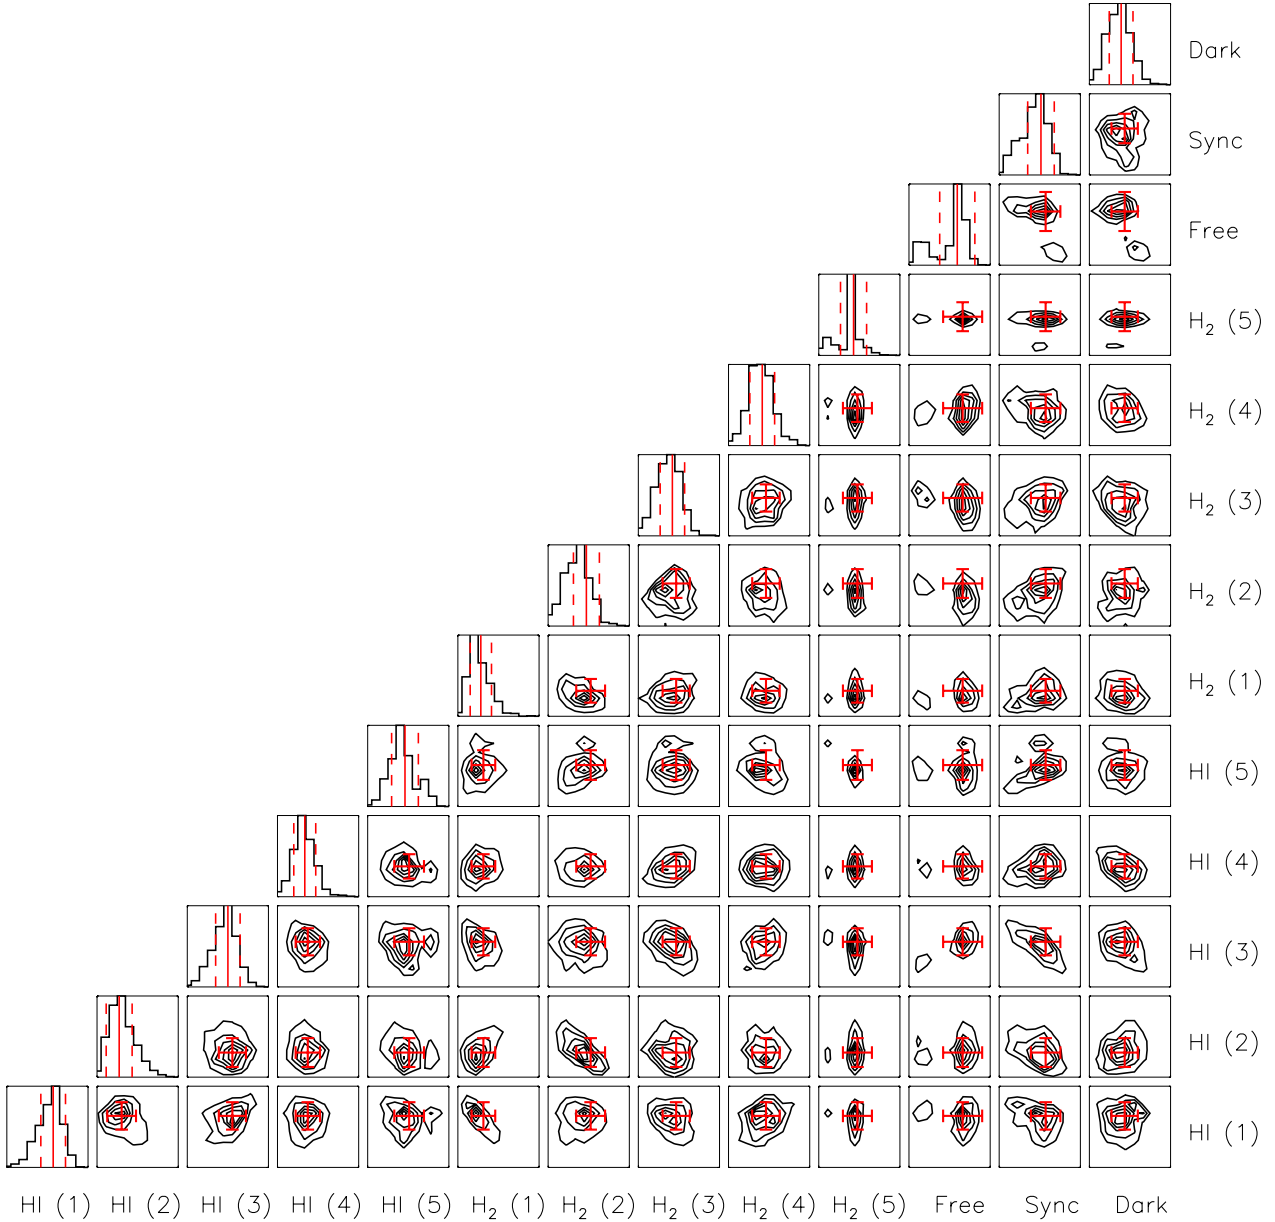 Dark
Sync
Free
H₂ (5)
H₂ (4)
H₂ (3)
H₂ (2)
H₂ (1)
HI (5)
HI (4)
HI (3)
HI (2)
HI (1)
HI (1) HI (2) HI (3) HI (4) HI (5) H₂ (1) H₂ (2) H₂ (3) H₂ (4) H₂ (5) Free Sync Dark